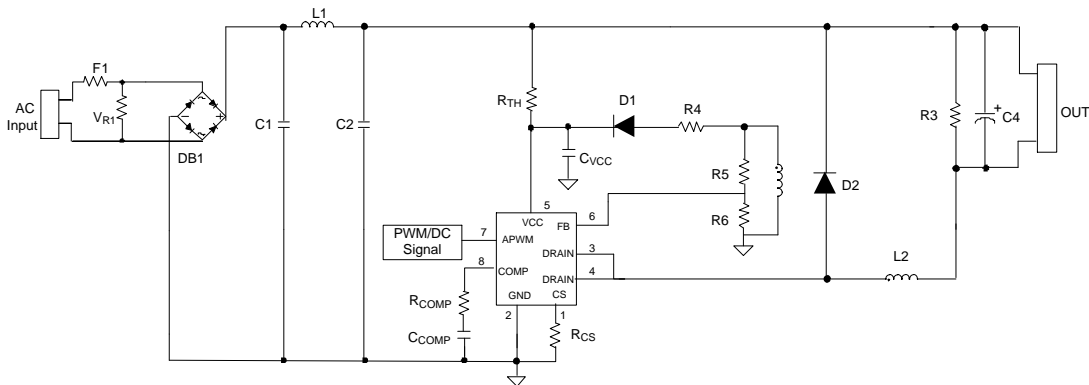 L1
F1
AC
Input
VR1
DB1
C1
C2
RTH
D1
R4
R3
C4
+
OUT
CVCC
R5
R6
D2
5
VCC
FB
6
PWM/DC
Signal
7
APWM
DRAIN
3
8
COMP
DRAIN
4
L2
GND
CS
2
1
RCOMP
CCOMP
RCS
~
~
-
+